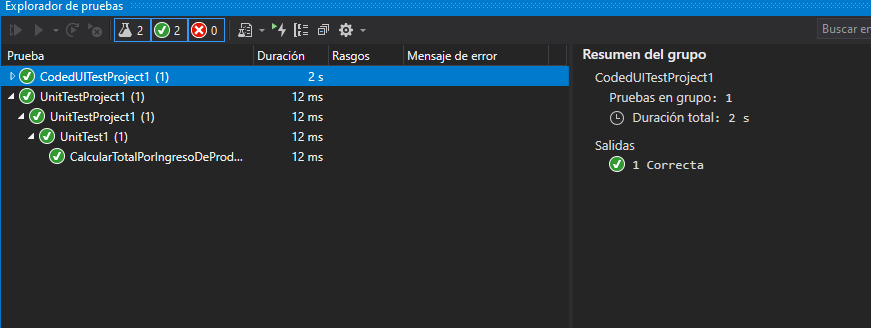 Explorador de pruebas
2 2 0
Buscar en
Prueba Duración Rasgos Mensaje de error
CodedUITestProject1 (1) 2 s
UnitTestProject1 (1) 12 ms
UnitTestProject1 (1) 12 ms
UnitTest1 (1) 12 ms
CalcularTotalPorIngresoDeProd... 12 ms
Resumen del grupo
CodedUITestProject1
Pruebas en grupo: 1
Duración total: 2 s
Salidas
1 Correcta